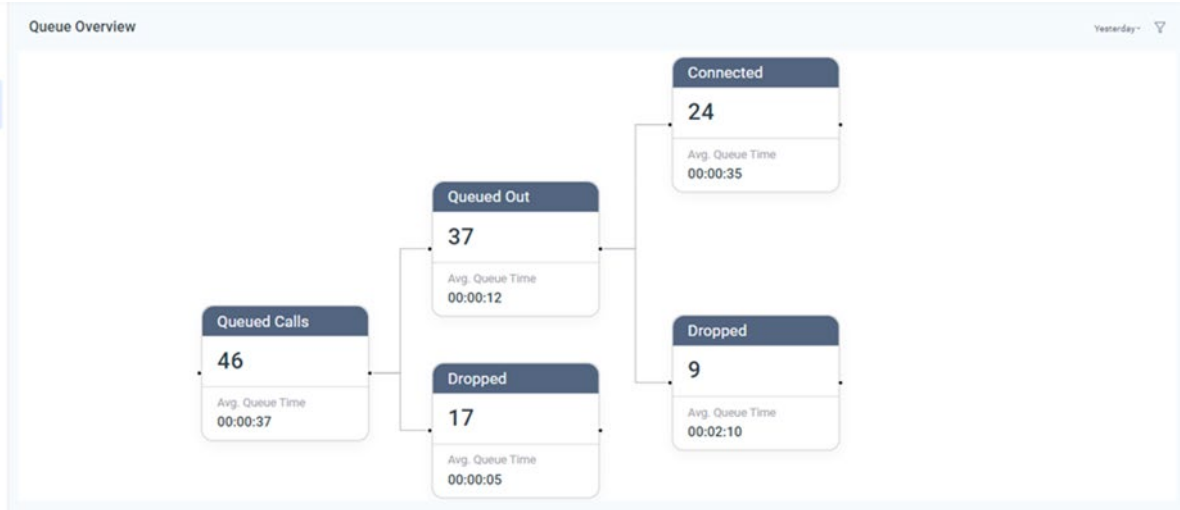 Queue Overview
Yesterday
Connected
24
Avg. Queue Time
00:00:35
Queued Out
37
Avg. Queue Time
00:00:12
Queued Calls
46
Avg. Queue Time
00:00:37
Dropped
17
Avg. Queue Time
00:00:05
Dropped
9
Avg. Queue Time
00:02:10